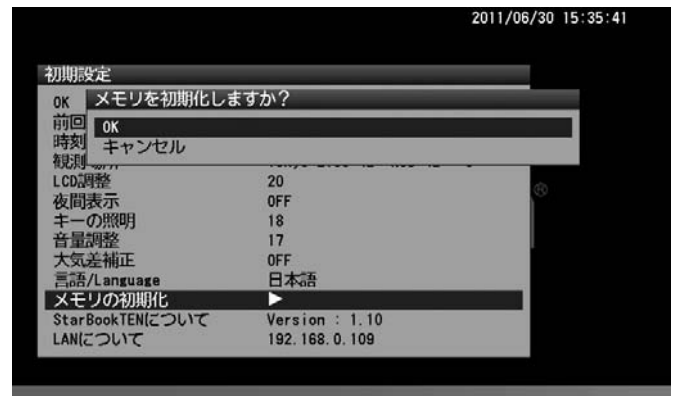 2011/06/30 15:35:41
初期設定
メモリを初期化しますか?
OK
前回
OK
時刻
キャンセル
観測
LCD調整 20
夜間表示 OFF
キーの照明 18
音量調整 17
大気差補正 OFF
言語/Language 日本語
メモリの初期化 ▶
StarBookTENについて Version : 1.10
LANについて 192.168.0.109
®